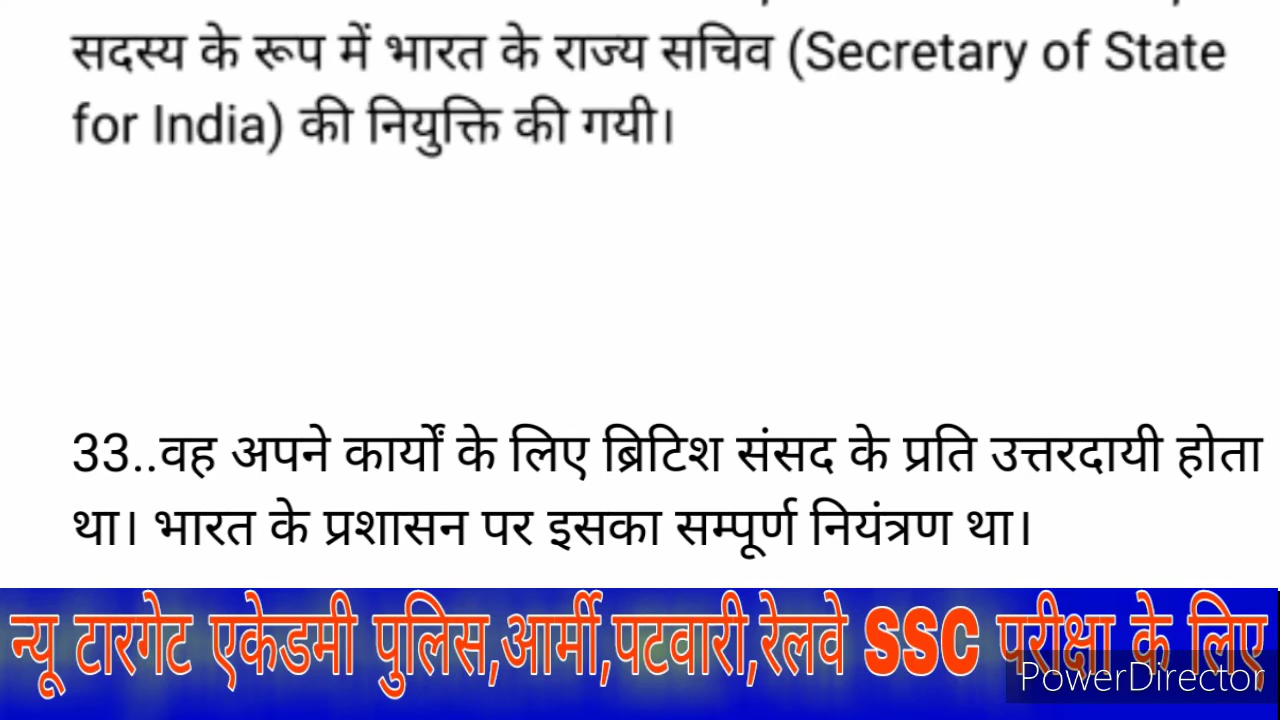 सदस्य के रूप में भारत के राज्य सचिव (Secretary of State
for India) की नियुक्ति की गयी।
33..वह अपने कार्यों के लिए ब्रिटिश संसद के प्रति उत्तरदायी होता
था। भारत के प्रशासन पर इसका सम्पूर्ण नियंत्रण था।
न्यू टारगेट एकेडमी पुलिस,आर्मी,पटवारी,रेलवे SSC परीक्षा के लिए
PowerDirector